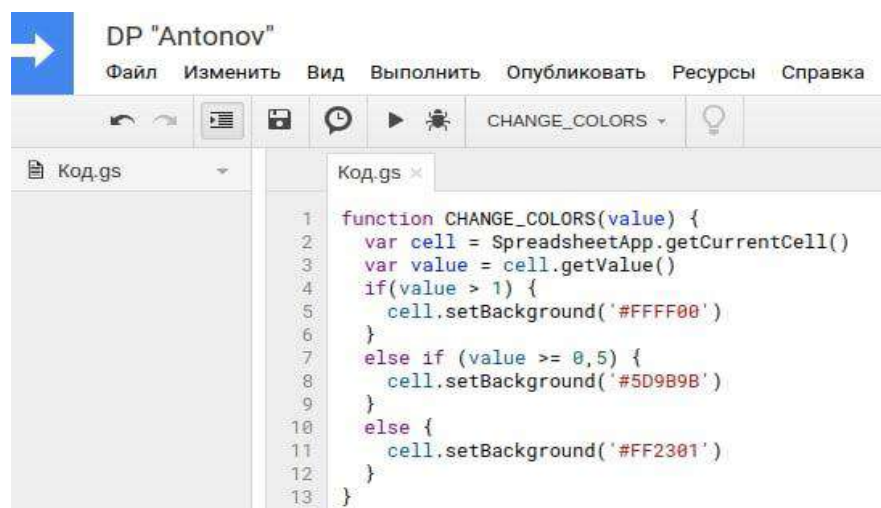 DP "Antonov"
Файл Изменить Вид Выполнить Опубликовать Ресурсы Справка
CHANGE_COLORS
Код.gs
Код.gs ×
1 function CHANGE_COLORS(value) {
2 var cell = SpreadsheetApp.getCurrentCell()
3 var value = cell.getValue()
4 if(value > 1) {
5 cell.setBackground('#FFFF00')
6 }
7 else if (value >= 0,5) {
8 cell.setBackground('#5D9B9B')
9 }
10 else {
11 cell.setBackground('#FF2301')
12 }
13 }